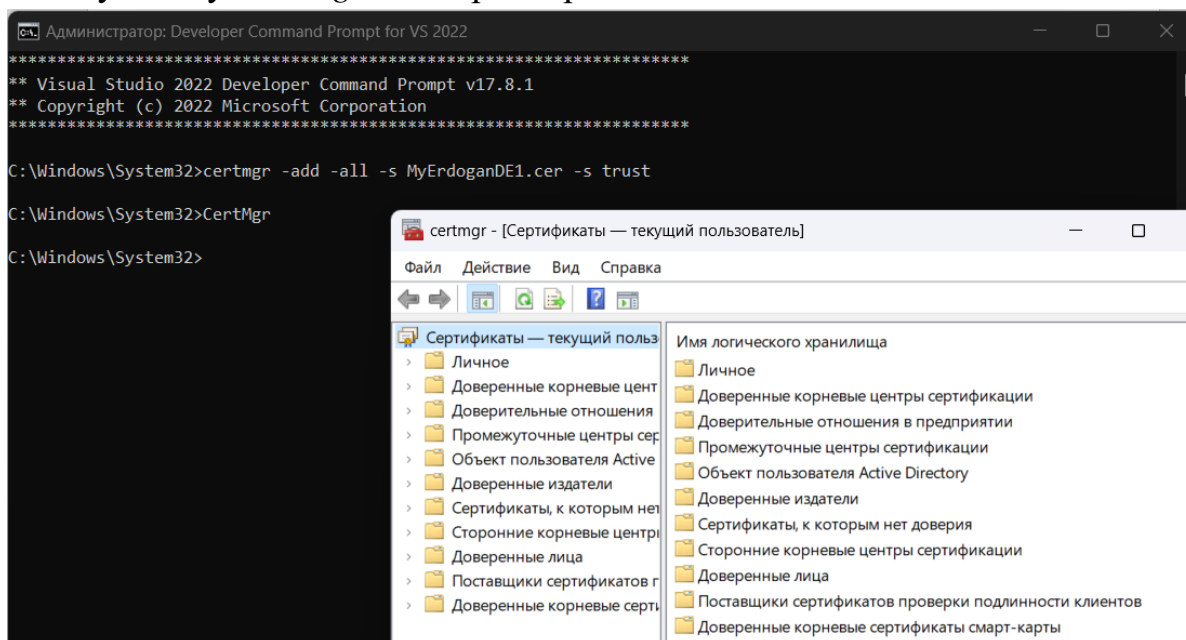 Администратор: Developer Command Prompt for VS 2022
**********************************************************************
** Visual Studio 2022 Developer Command Prompt v17.8.1
** Copyright (c) 2022 Microsoft Corporation
**********************************************************************
C:\Windows\System32>certmgr -add -all -s MyErdoganDE1.cer -s trust
C:\Windows\System32>CertMgr
C:\Windows\System32>
certmgr - [Сертификаты — текущий пользователь]
Файл Действие Вид Справка
Сертификаты — текущий польз
Личное
Доверенные корневые цент
Доверительные отношения
Промежуточные центры сер
Объект пользователя Active
Доверенные издатели
Сертификаты, к которым нет
Сторонние корневые центры
Доверенные лица
Поставщики сертификатов п
Доверенные корневые серти
Имя логического хранилища
Личное
Доверенные корневые центры сертификации
Доверительные отношения в предприятии
Промежуточные центры сертификации
Объект пользователя Active Directory
Доверенные издатели
Сертификаты, к которым нет доверия
Сторонние корневые центры сертификации
Доверенные лица
Поставщики сертификатов проверки подлинности клиентов
Доверенные корневые сертификаты смарт-карты